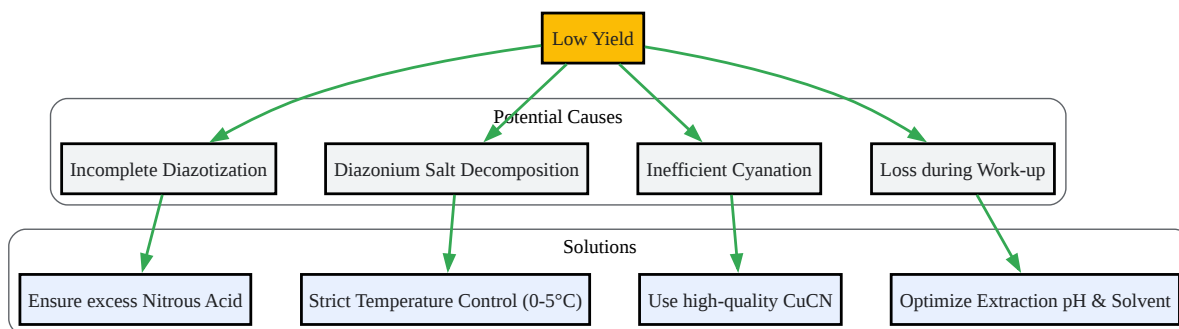 Low Yield
Potential Causes
Incomplete Diazotization
Diazonium Salt Decomposition
Inefficient Cyanation
Loss during Work-up
Solutions
Ensure excess Nitrous Acid
Strict Temperature Control (0-5°C)
Use high-quality CuCN
Optimize Extraction pH & Solvent